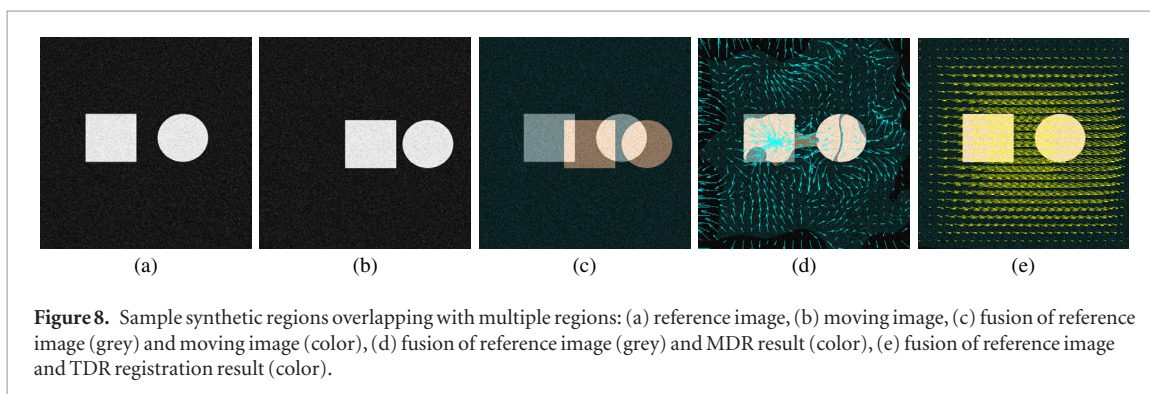 (a)
(b)
(c)
(d)
(e)
Figure 8. Sample synthetic regions overlapping with multiple regions: (a) reference image, (b) moving image, (c) fusion of reference
image (grey) and moving image (color), (d) fusion of reference image (grey) and MDR result (color), (e) fusion of reference image
and TDR registration result (color).